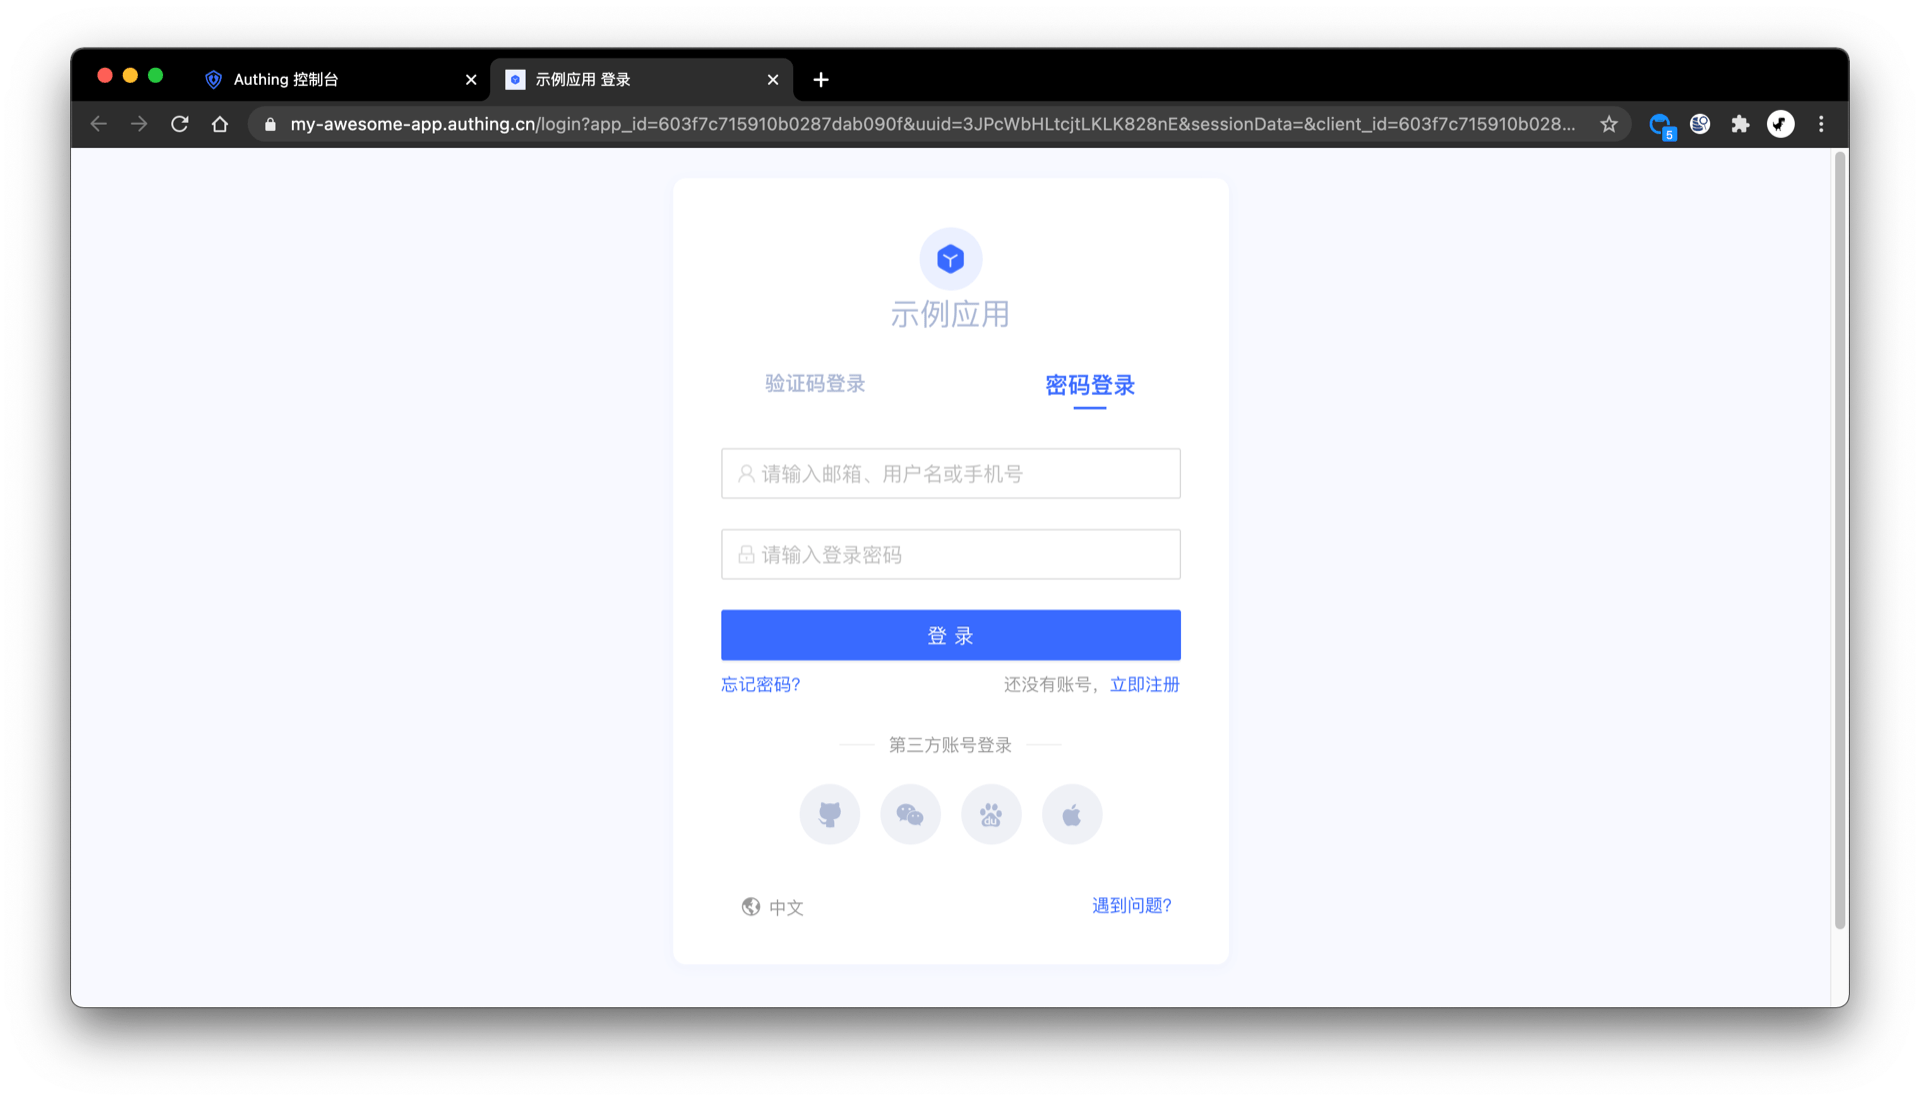 Authing 控制台
示例应用 登录
my-awesome-app.authing.cn/login?app_id=603f7c715910b0287dab090f&uuid=3JPcWbHLtcjtLKLK828nE&sessionData=&client_id=603f7c715910b028...
5
示例应用
验证码登录
密码登录
请输入邮箱、用户名或手机号
请输入登录密码
登 录
忘记密码?
还没有账号，立即注册
第三方账号登录
du
中文
遇到问题?